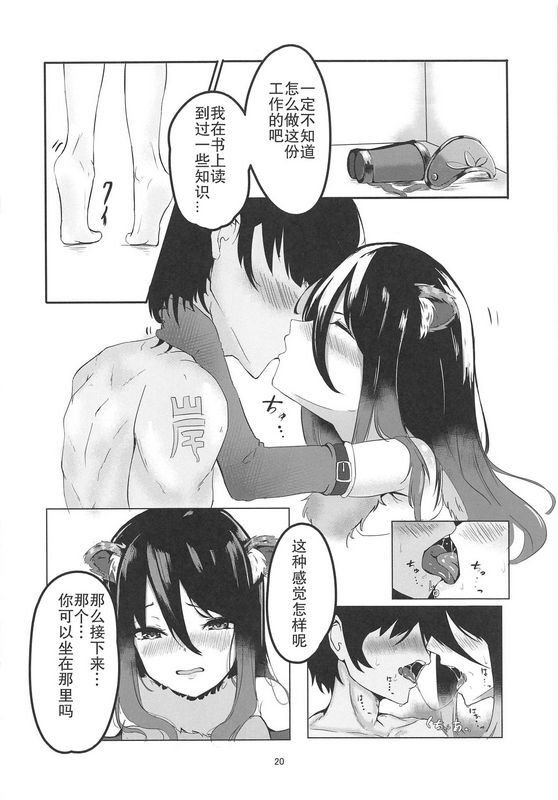 一定不知道
怎么做这份
工作的吧
我在书上读
到过一些知识…
クイ
岸
ちゅ
这种感觉怎样呢
那么接下来…
那个…
你可以坐在那里吗
20